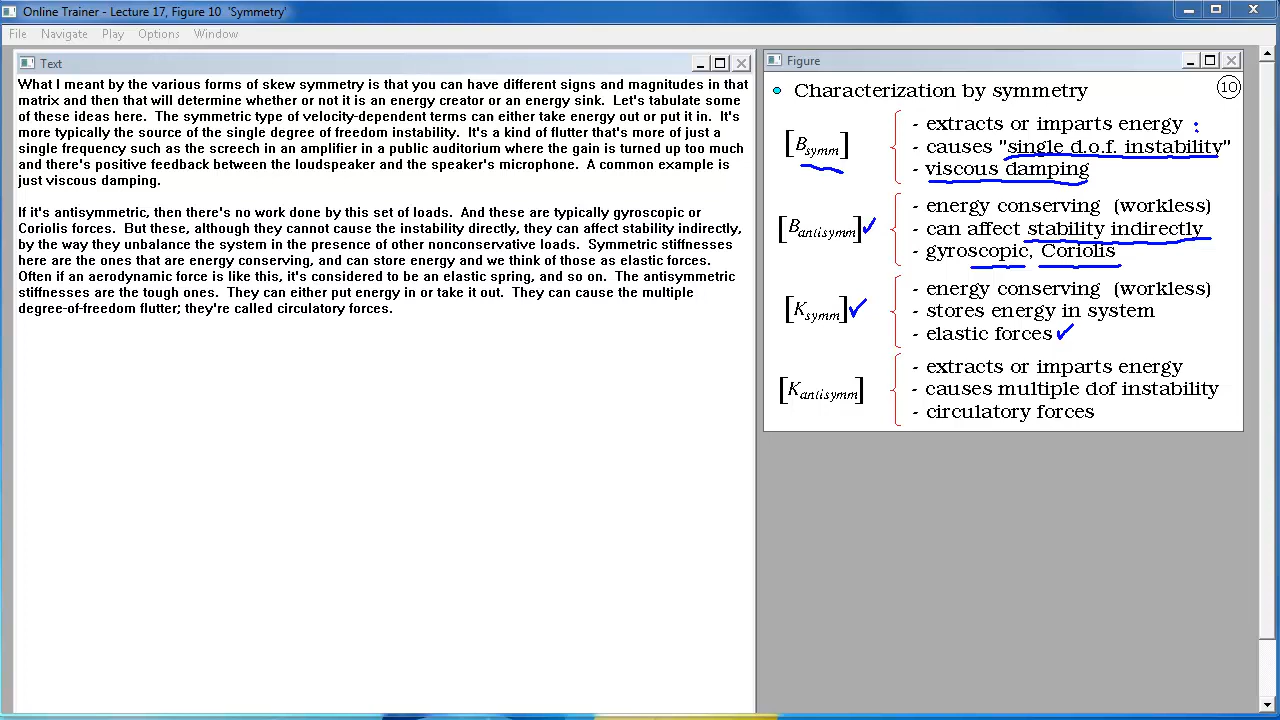 Online Trainer - Lecture 17, Figure 10 'Symmetry'
File Navigate Play Options Window
Text
What I meant by the various forms of skew symmetry is that you can have different signs and magnitudes in that
matrix and then that will determine whether or not it is an energy creator or an energy sink. Let's tabulate some
of these ideas here. The symmetric type of velocity-dependent terms can either take energy out or put it in. It's
more typically the source of the single degree of freedom instability. It's a kind of flutter that's more of just a
single frequency such as the screech in an amplifier in a public auditorium where the gain is turned up too much
and there's positive feedback between the loudspeaker and the speaker's microphone. A common example is
just viscous damping.
If it's antisymmetric, then there's no work done by this set of loads. And these are typically gyroscopic or
Coriolis forces. But these, although they cannot cause the instability directly, they can affect stability indirectly,
by the way they unbalance the system in the presence of other nonconservative loads. Symmetric stiffnesses
here are the ones that are energy conserving, and/or store energy and we think of those as elastic forces.
Often if an aerodynamic force is like this, it's considered to be an elastic spring, and so on. The antisymmetric
stiffnesses are the tough ones. They can either put energy in or take it out. They can cause the multiple
degree-of-freedom flutter; they're called circulatory forces.
Figure
10
• Characterization by symmetry
[B symm]
- extracts or imparts energy
- causes "single d.o.f. instability"
- viscous damping
[B antisymm]
- energy conserving (workless)
- can affect stability indirectly
- gyroscopic, Coriolis
[K symm]
- energy conserving (workless)
- stores energy in system
- elastic forces
[K antisymm]
- extracts or imparts energy
- causes multiple dof instability
- circulatory forces